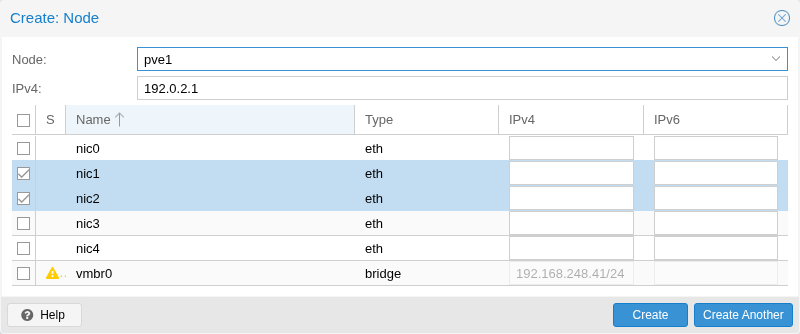 Create: Node
Node: pve1
IPv4: 192.0.2.1
S Name Type IPv4 IPv6
nic0 eth
nic1 eth
nic2 eth
nic3 eth
nic4 eth
.. vmbr0 bridge 192.168.248.41/24
Help Create Create Another